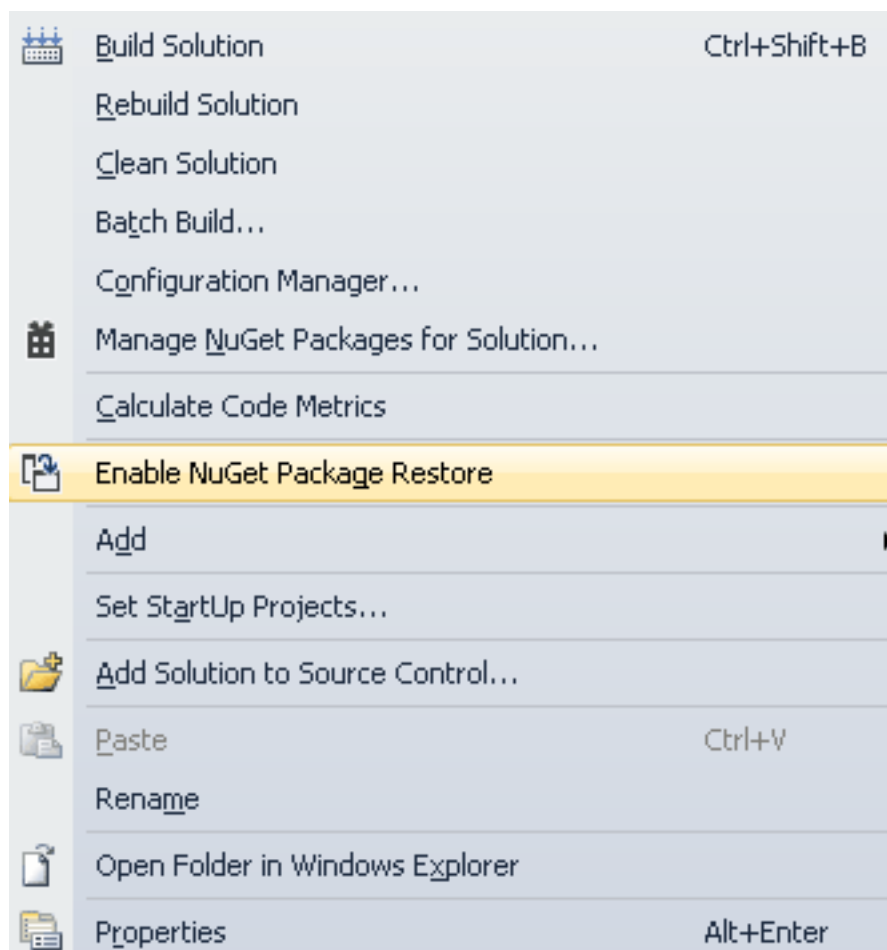 Build Solution Ctrl+Shift+B
Rebuild Solution
Clean Solution
Batch Build...
Configuration Manager...
Manage NuGet Packages for Solution...
Calculate Code Metrics
Enable NuGet Package Restore
Add
Set StartUp Projects...
Add Solution to Source Control...
Paste Ctrl+V
Rename
Open Folder in Windows Explorer
Properties Alt+Enter